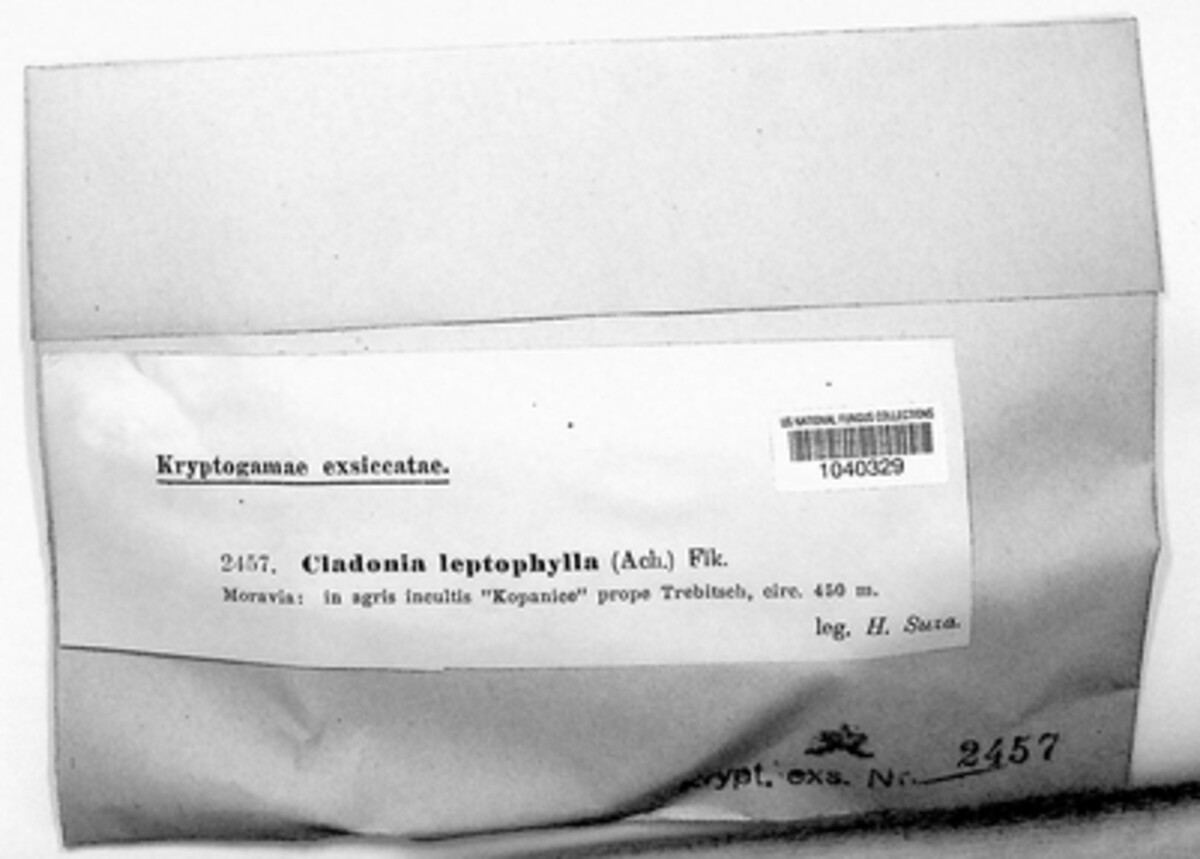 US NATIONAL FUNGUS COLLECTIONS
1040329
Kryptogamae exsiccatae.
2457. Cladonia leptophylla (Ach.) Flk.
Moravia: in agris incultis "Kopanice" prope Trebitsch, circ. 450 m.
leg. H. Suza.
Krypt. exs. Nr. 2457